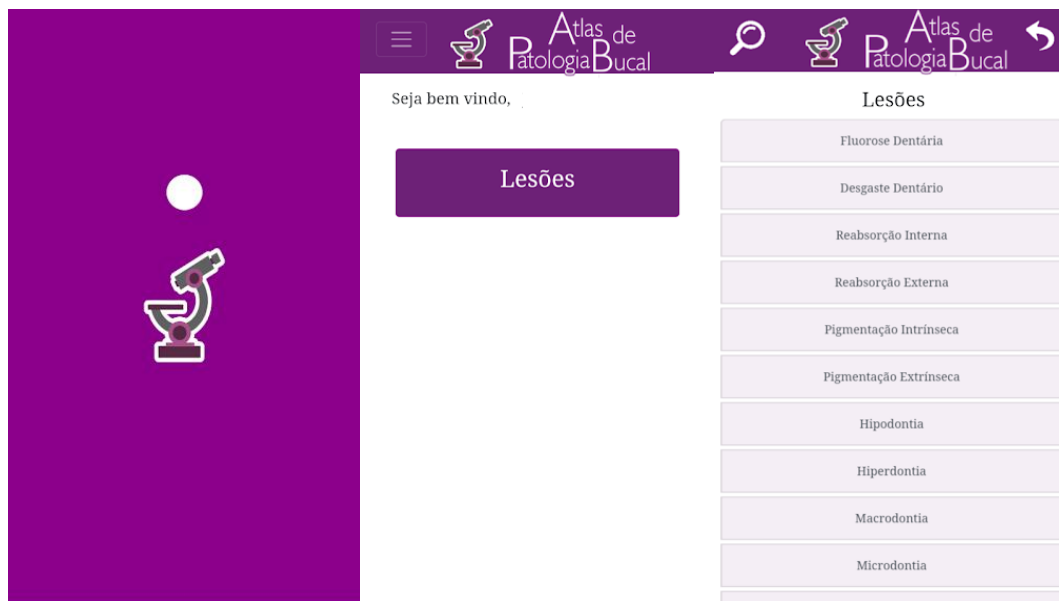 Atlas de
Patologia Bucal
Seja bem vindo,
Lesões
Atlas de
Patologia Bucal
Lesões
Fluorose Dentária
Desgaste Dentário
Reabsorção Interna
Reabsorção Externa
Pigmentação Intrínseca
Pigmentação Extrínseca
Hipodontia
Hiperdontia
Macrodontia
Microdontia